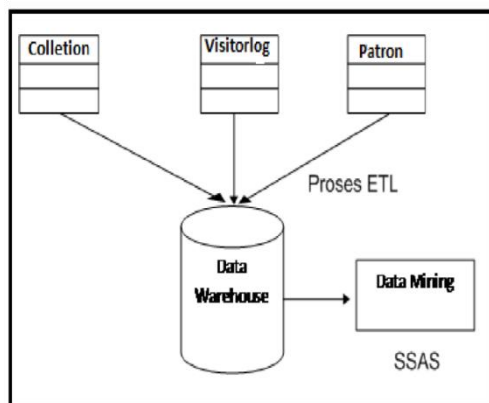 Colletion
Visitorlog
Patron
Proses ETL
Data
Warehouse
Data Mining
SSAS